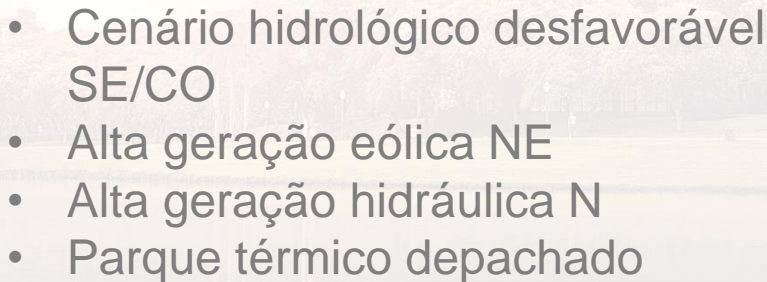 • Cenário hidrológico desfavorável
SE/CO
• Alta geração eólica NE
• Alta geração hidráulica N
• Parque térmico depachado